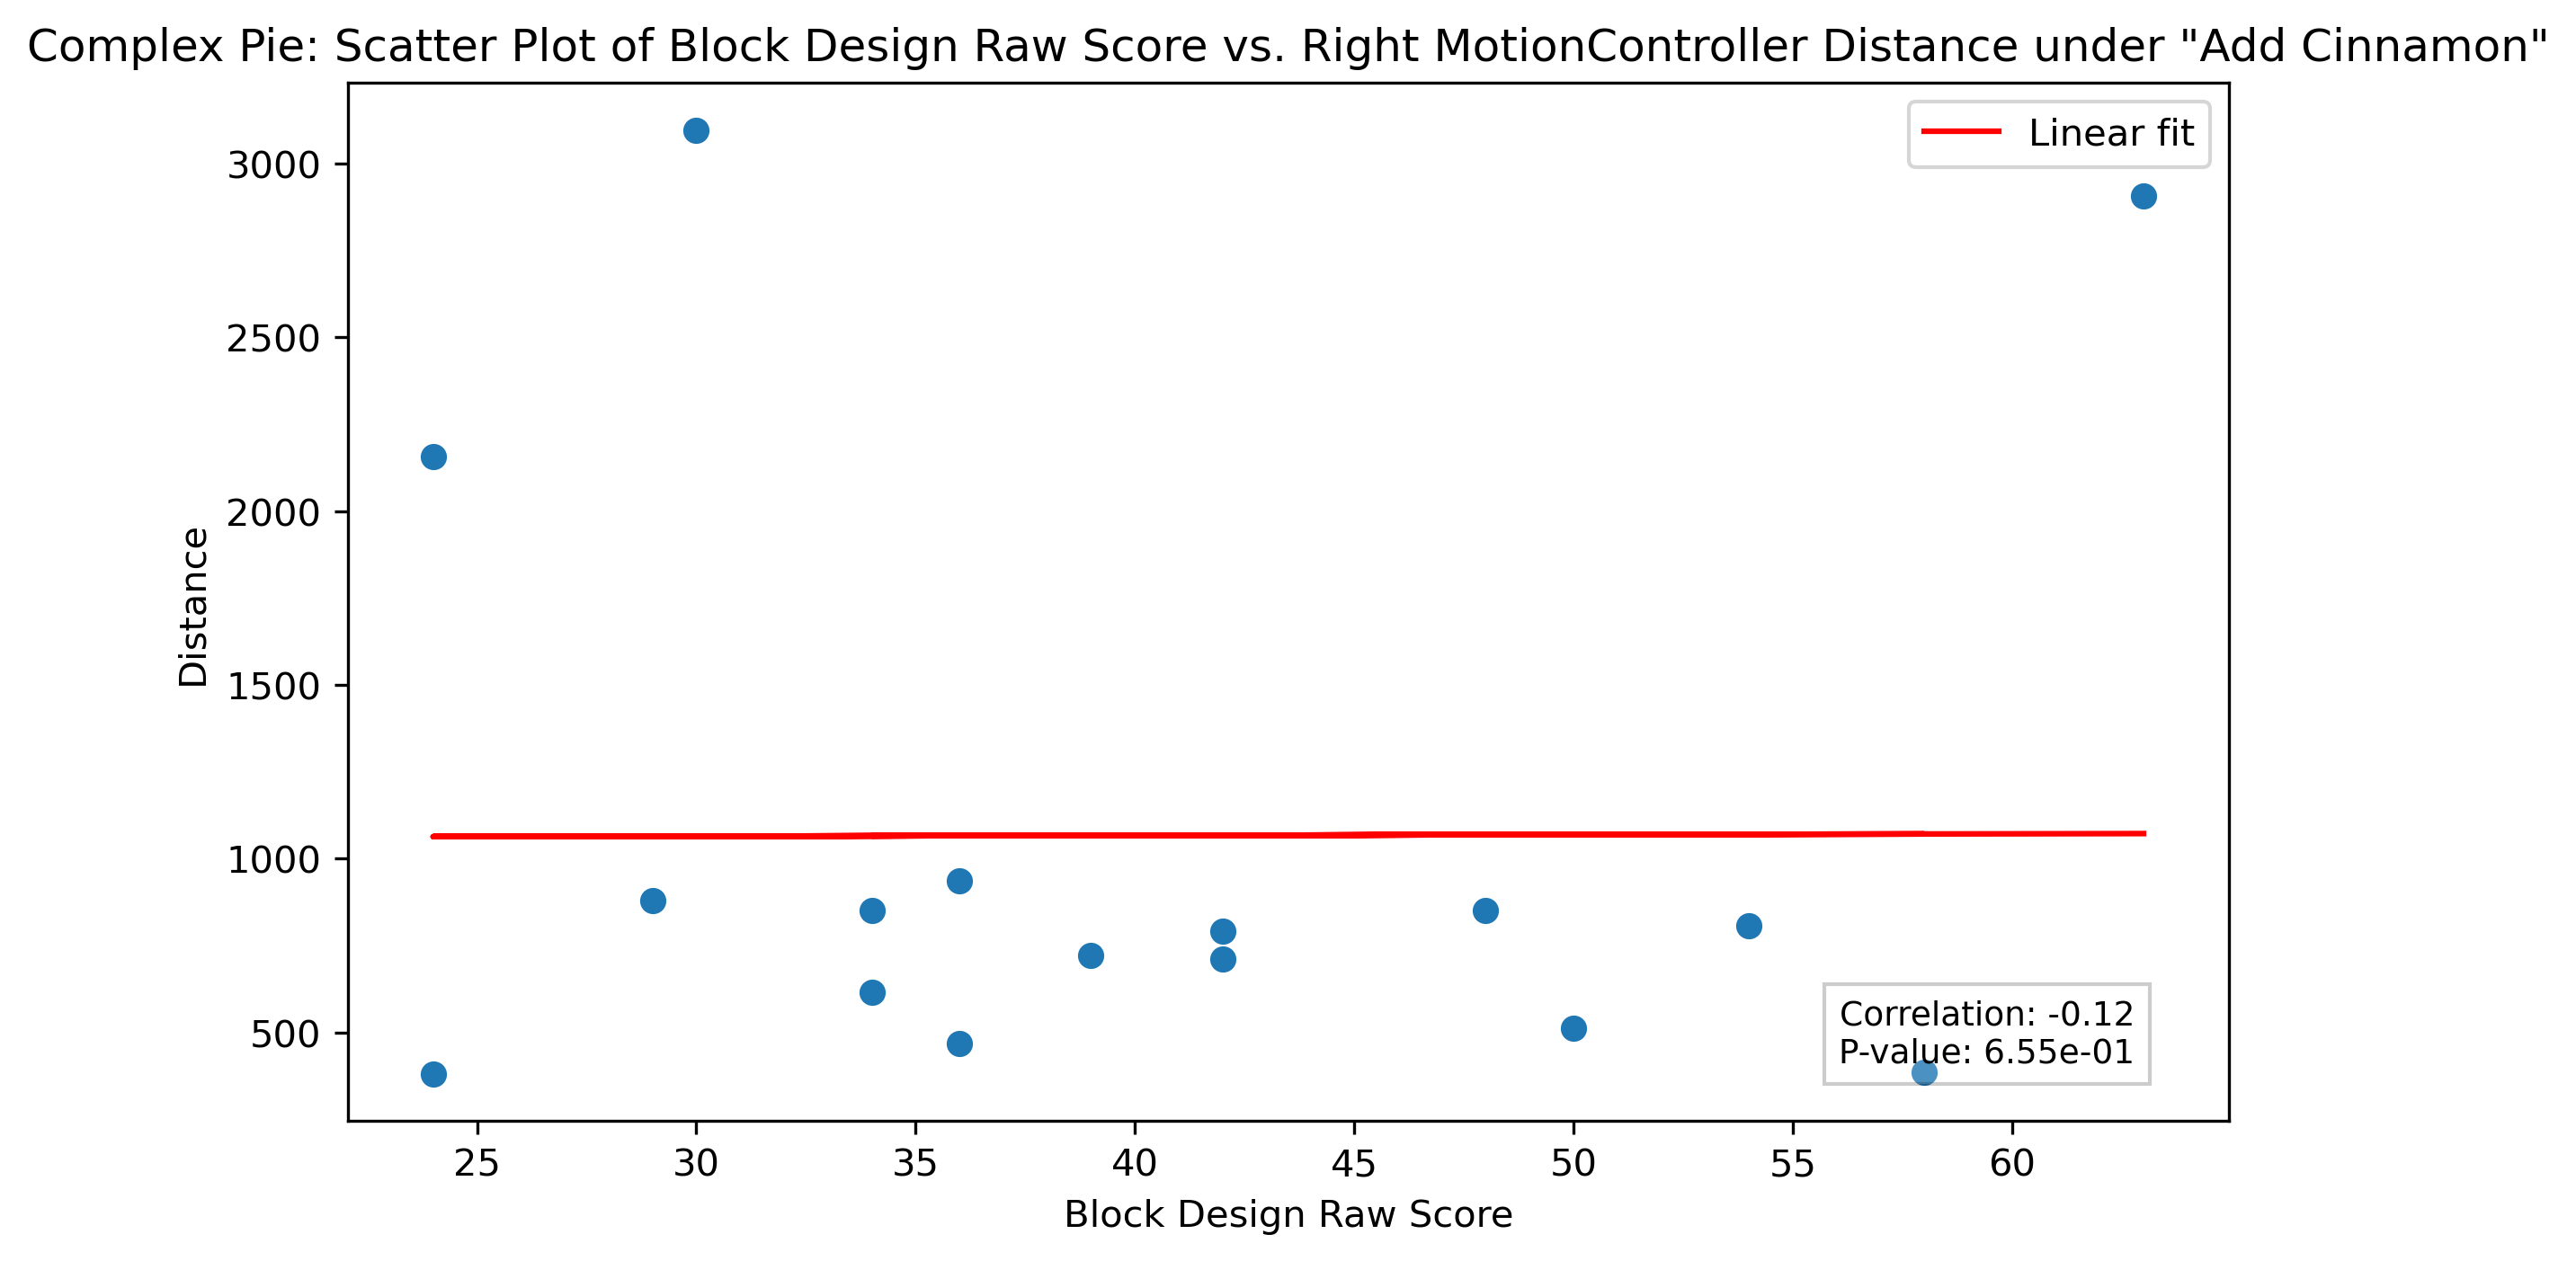 Complex Pie: Scatter Plot of Block Design Raw Score vs. Right MotionController Distance under "Add Cinnamon"
Linear fit
3000
2500
2000
1500
1000
500
Distance
Correlation: -0.12
P-value: 6.55e-01
25 30 35 40 45 50 55 60
Block Design Raw Score